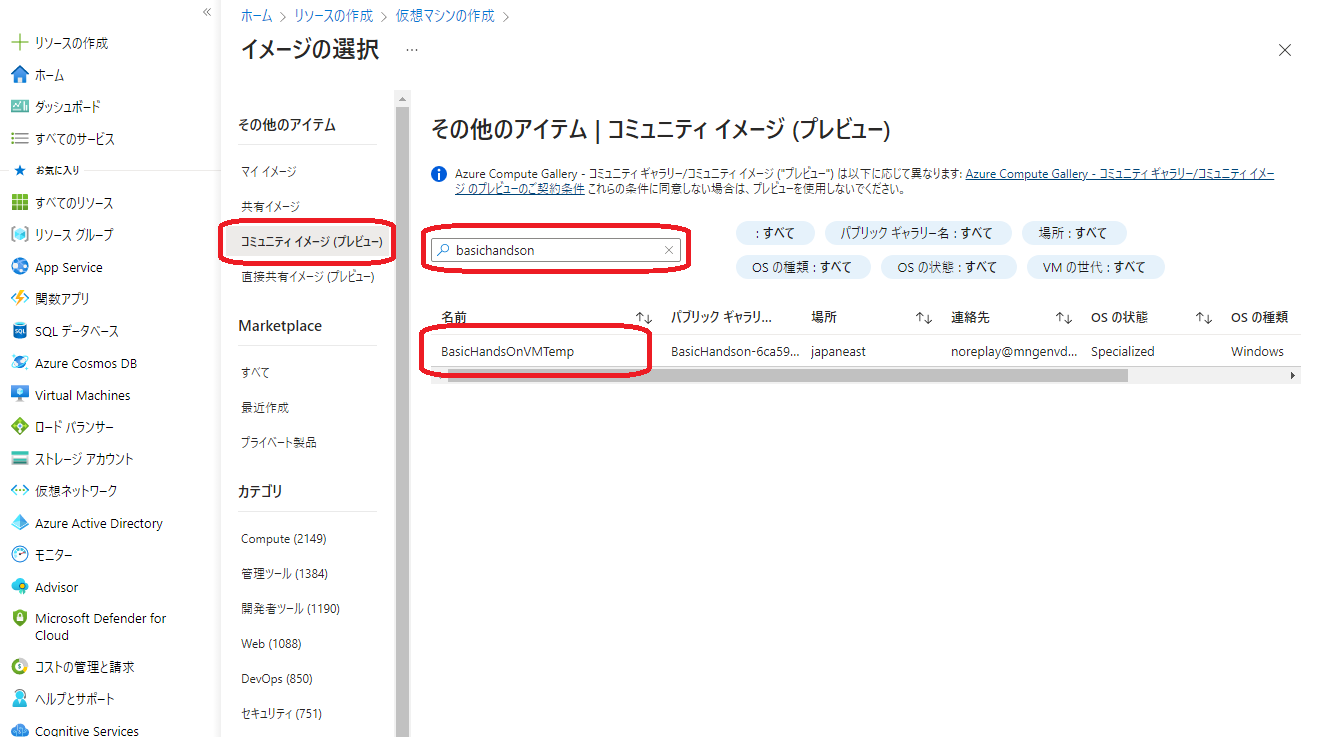 «
リソースの作成
ホーム
ダッシュボード
すべてのサービス
お気に入り
すべてのリソース
リソース グループ
App Service
関数アプリ
SQL データベース
Azure Cosmos DB
Virtual Machines
ロード バランサー
ストレージ アカウント
仮想ネットワーク
Azure Active Directory
モニター
Advisor
Microsoft Defender for
Cloud
コストの管理と請求
ヘルプとサポート
Cognitive Services
ホーム > リソースの作成 > 仮想マシンの作成 >
イメージの選択 …
その他のアイテム
マイ イメージ
共有イメージ
コミュニティ イメージ (プレビュー)
直接共有イメージ (プレビュー)
Marketplace
すべて
最近作成
プライベート製品
カテゴリ
Compute (2149)
管理ツール (1384)
開発者ツール (1190)
Web (1088)
DevOps (850)
セキュリティ (751)
その他のアイテム | コミュニティ イメージ (プレビュー)
Azure Compute Gallery - コミュニティ ギャラリー/コミュニティ イメージ ("プレビュー") は以下に応じて異なります: Azure Compute Gallery - コミュニティ ギャラリー/コミュニティ イメー
ジ のプレビューのご契約条件 これらの条件に同意しない場合は、プレビューを使用しないでください。
basichandson
: すべて
パブリック ギャラリー名 : すべて
場所 : すべて
OS の種類 : すべて
OS の状態 : すべて
VM の世代 : すべて
名前 ↑↓ パブリック ギャラリ... 場所 ↑↓ 連絡先 ↑↓ OS の状態 ↑↓ OS の種類
BasicHandsOnVMTemp BasicHandson-6ca59... japaneast noreplay@mngenvd... Specialized Windows